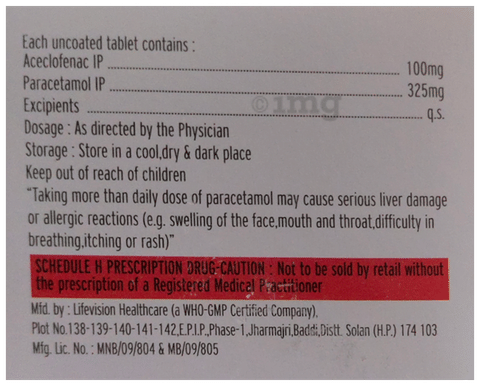 Each uncoated tablet contains :
Aceclofenac IP ........................................ 100mg
Paracetamol IP ........................................ 325mg
Excipients ........................................ q.s.
©img
Dosage : As directed by the Physician
Storage : Store in a cool,dry & dark place
Keep out of reach of children
"Taking more than daily dose of paracetamol may cause serious liver damage
or allergic reactions (e.g. swelling of the face,mouth and throat,difficulty in
breathing,itching or rash)"
SCHEDULE H PRESCRIPTION DRUG-CAUTION : Not to be sold by retail without
the prescription of a Registered Medical Practitioner
Mfd. by : Lifevision Healthcare (a WHO-GMP Certified Company),
Plot No.138-139-140-141-142,E.P.I.P.,Phase-1,Jharmajri,Baddi,Distt. Solan (H.P.) 174 103
Mfg. Lic. No. : MNB/09/804 & MB/09/805